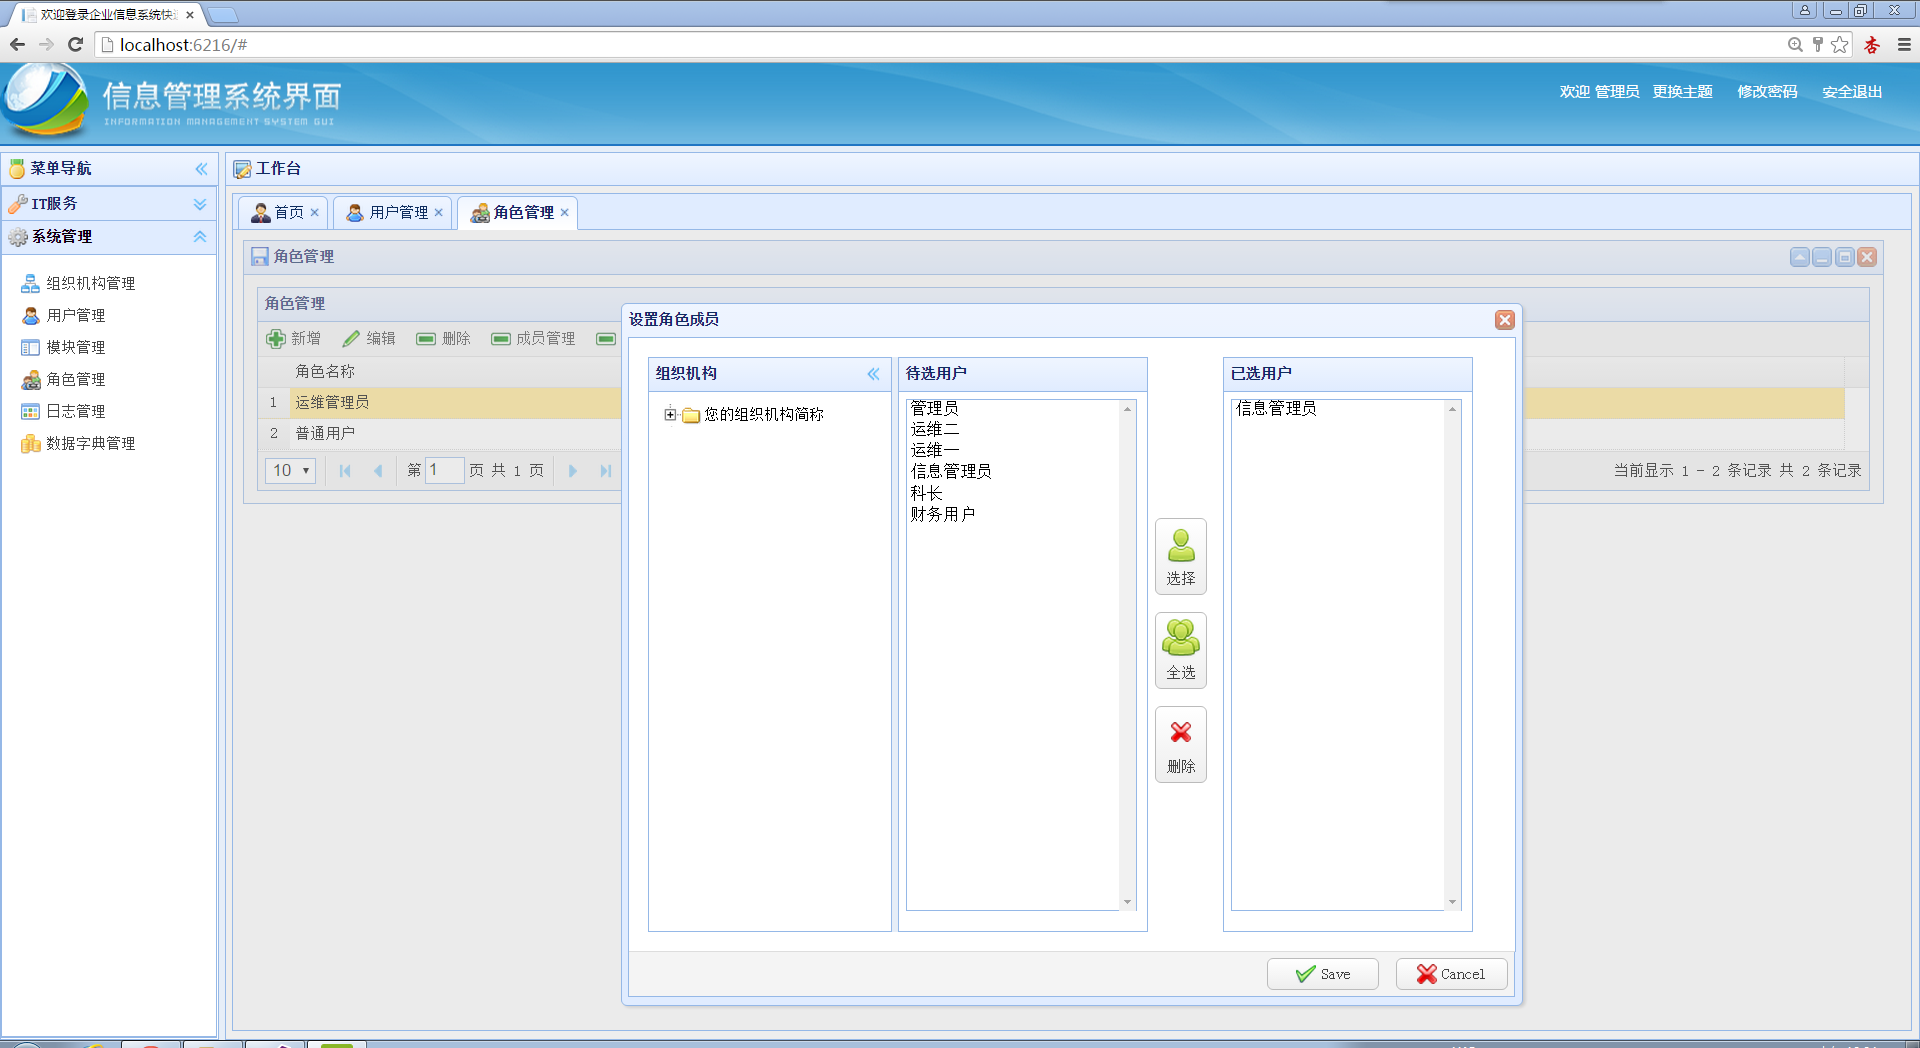 欢迎登录企业信息系统快
localhost:6216/#
信息管理系统界面
INFORMATION MANAGEMENT SYSTEM GUI
欢迎 管理员 更换主题 修改密码 安全退出
菜单导航
工作台
IT服务
系统管理
组织机构管理
用户管理
模块管理
角色管理
日志管理
数据字典管理
首页 用户管理 角色管理
角色管理
角色管理
新增 编辑 删除 成员管理
角色名称
1 运维管理员
2 普通用户
10 第 1 页 共 1 页
当前显示 1 - 2 条记录 共 2 条记录
设置角色成员
组织机构
您的组织机构简称
待选用户
管理员
运维二
运维一
信息管理员
科长
财务用户
选择
全选
删除
已选用户
信息管理员
Save Cancel